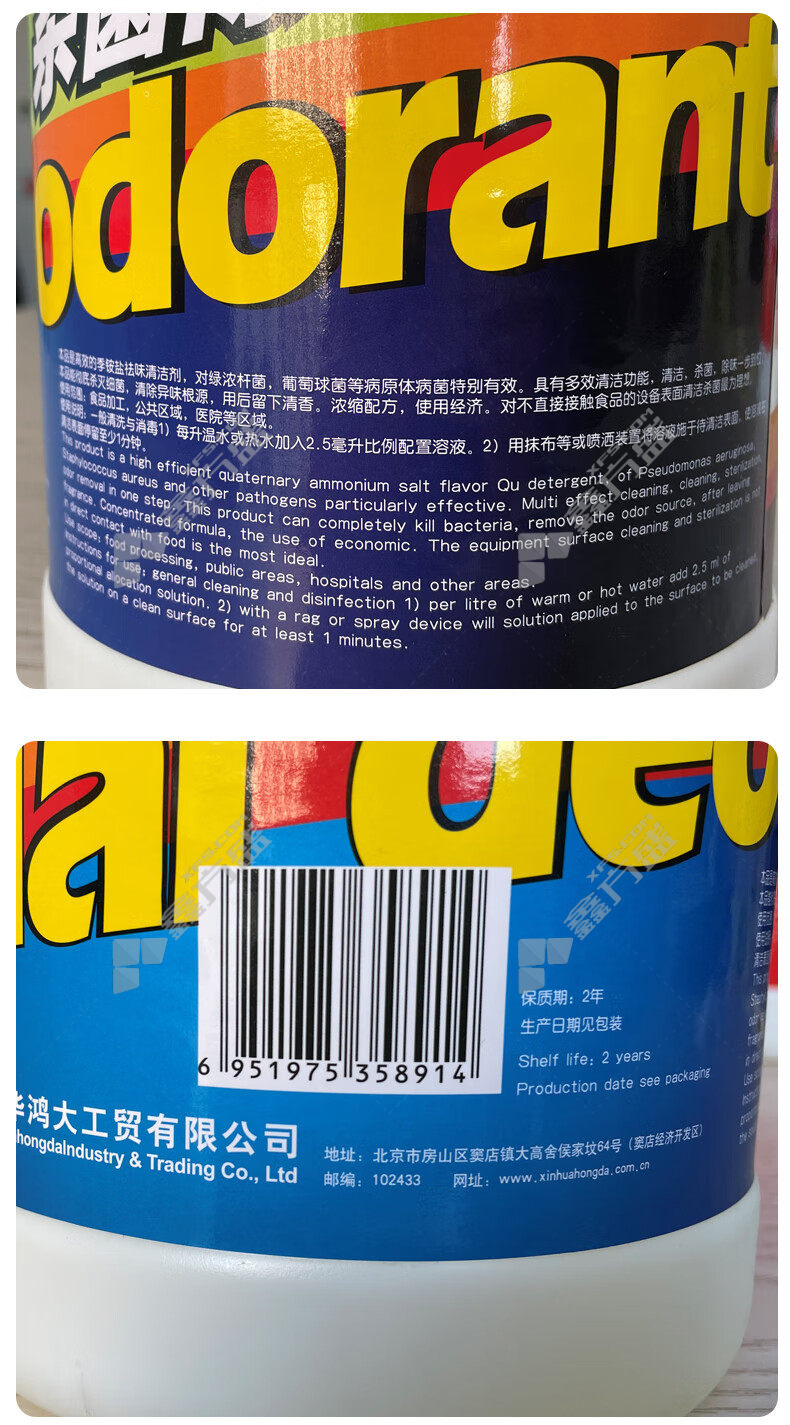 杀菌除
odorant
本品是高效的季铵盐祛味清洁剂，对绿浓杆菌，葡萄球菌等病原体病菌特别有效。具有多效清洁功能，清洁，杀菌，除味一步到位
本品能彻底杀灭细菌，清除异味根源，用后留下清香。浓缩配方，使用经济。对不直接接触食品的设备表面清洁杀菌最为理想。
使用范围：食品加工，公共区域，医院等区域。
使用说明：一般清洗与消毒1）每升温水或热水加入2.5毫升比例配置溶液。2）用抹布等或喷洒装置将溶液施于待清洁表面，使溶液在
清洁表面停留至少1分钟。
This product is a high efficient quaternary ammonium salt flavor Qu detergent, of Pseudomonas aeruginosa,
Staphylococcus aureus and other pathogens particularly effective. Multi effect cleaning, cleaning, sterilization,
odor removal in one step. This product can completely kill bacteria, remove the odor source, after leaving
fragrance. Concentrated formula, the use of economic. The equipment surface cleaning and sterilization is not
in direct contact with food is the most ideal.
Use scope: food processing, public areas, hospitals and other areas.
Instructions for use: general cleaning and disinfection 1) per litre of warm or hot water add 2.5 ml of
proportional allocation solution. 2) with a rag or spray device will solution applied to the surface to be cleaned,
the solution on a clean surface for at least 1 minutes.
鑫方盛
al deo
XFS.COM
鑫方盛
6 951975 358914
保质期：2年
生产日期见包装
Shelf life: 2 years
Production date see packaging
华鸿大工贸有限公司
hongdaIndustry & Trading Co., Ltd
地址：北京市房山区窦店镇大高舍侯家坟64号（窦店经济开发区）
邮编：102433 网址：www.xinhuahongda.com.cn